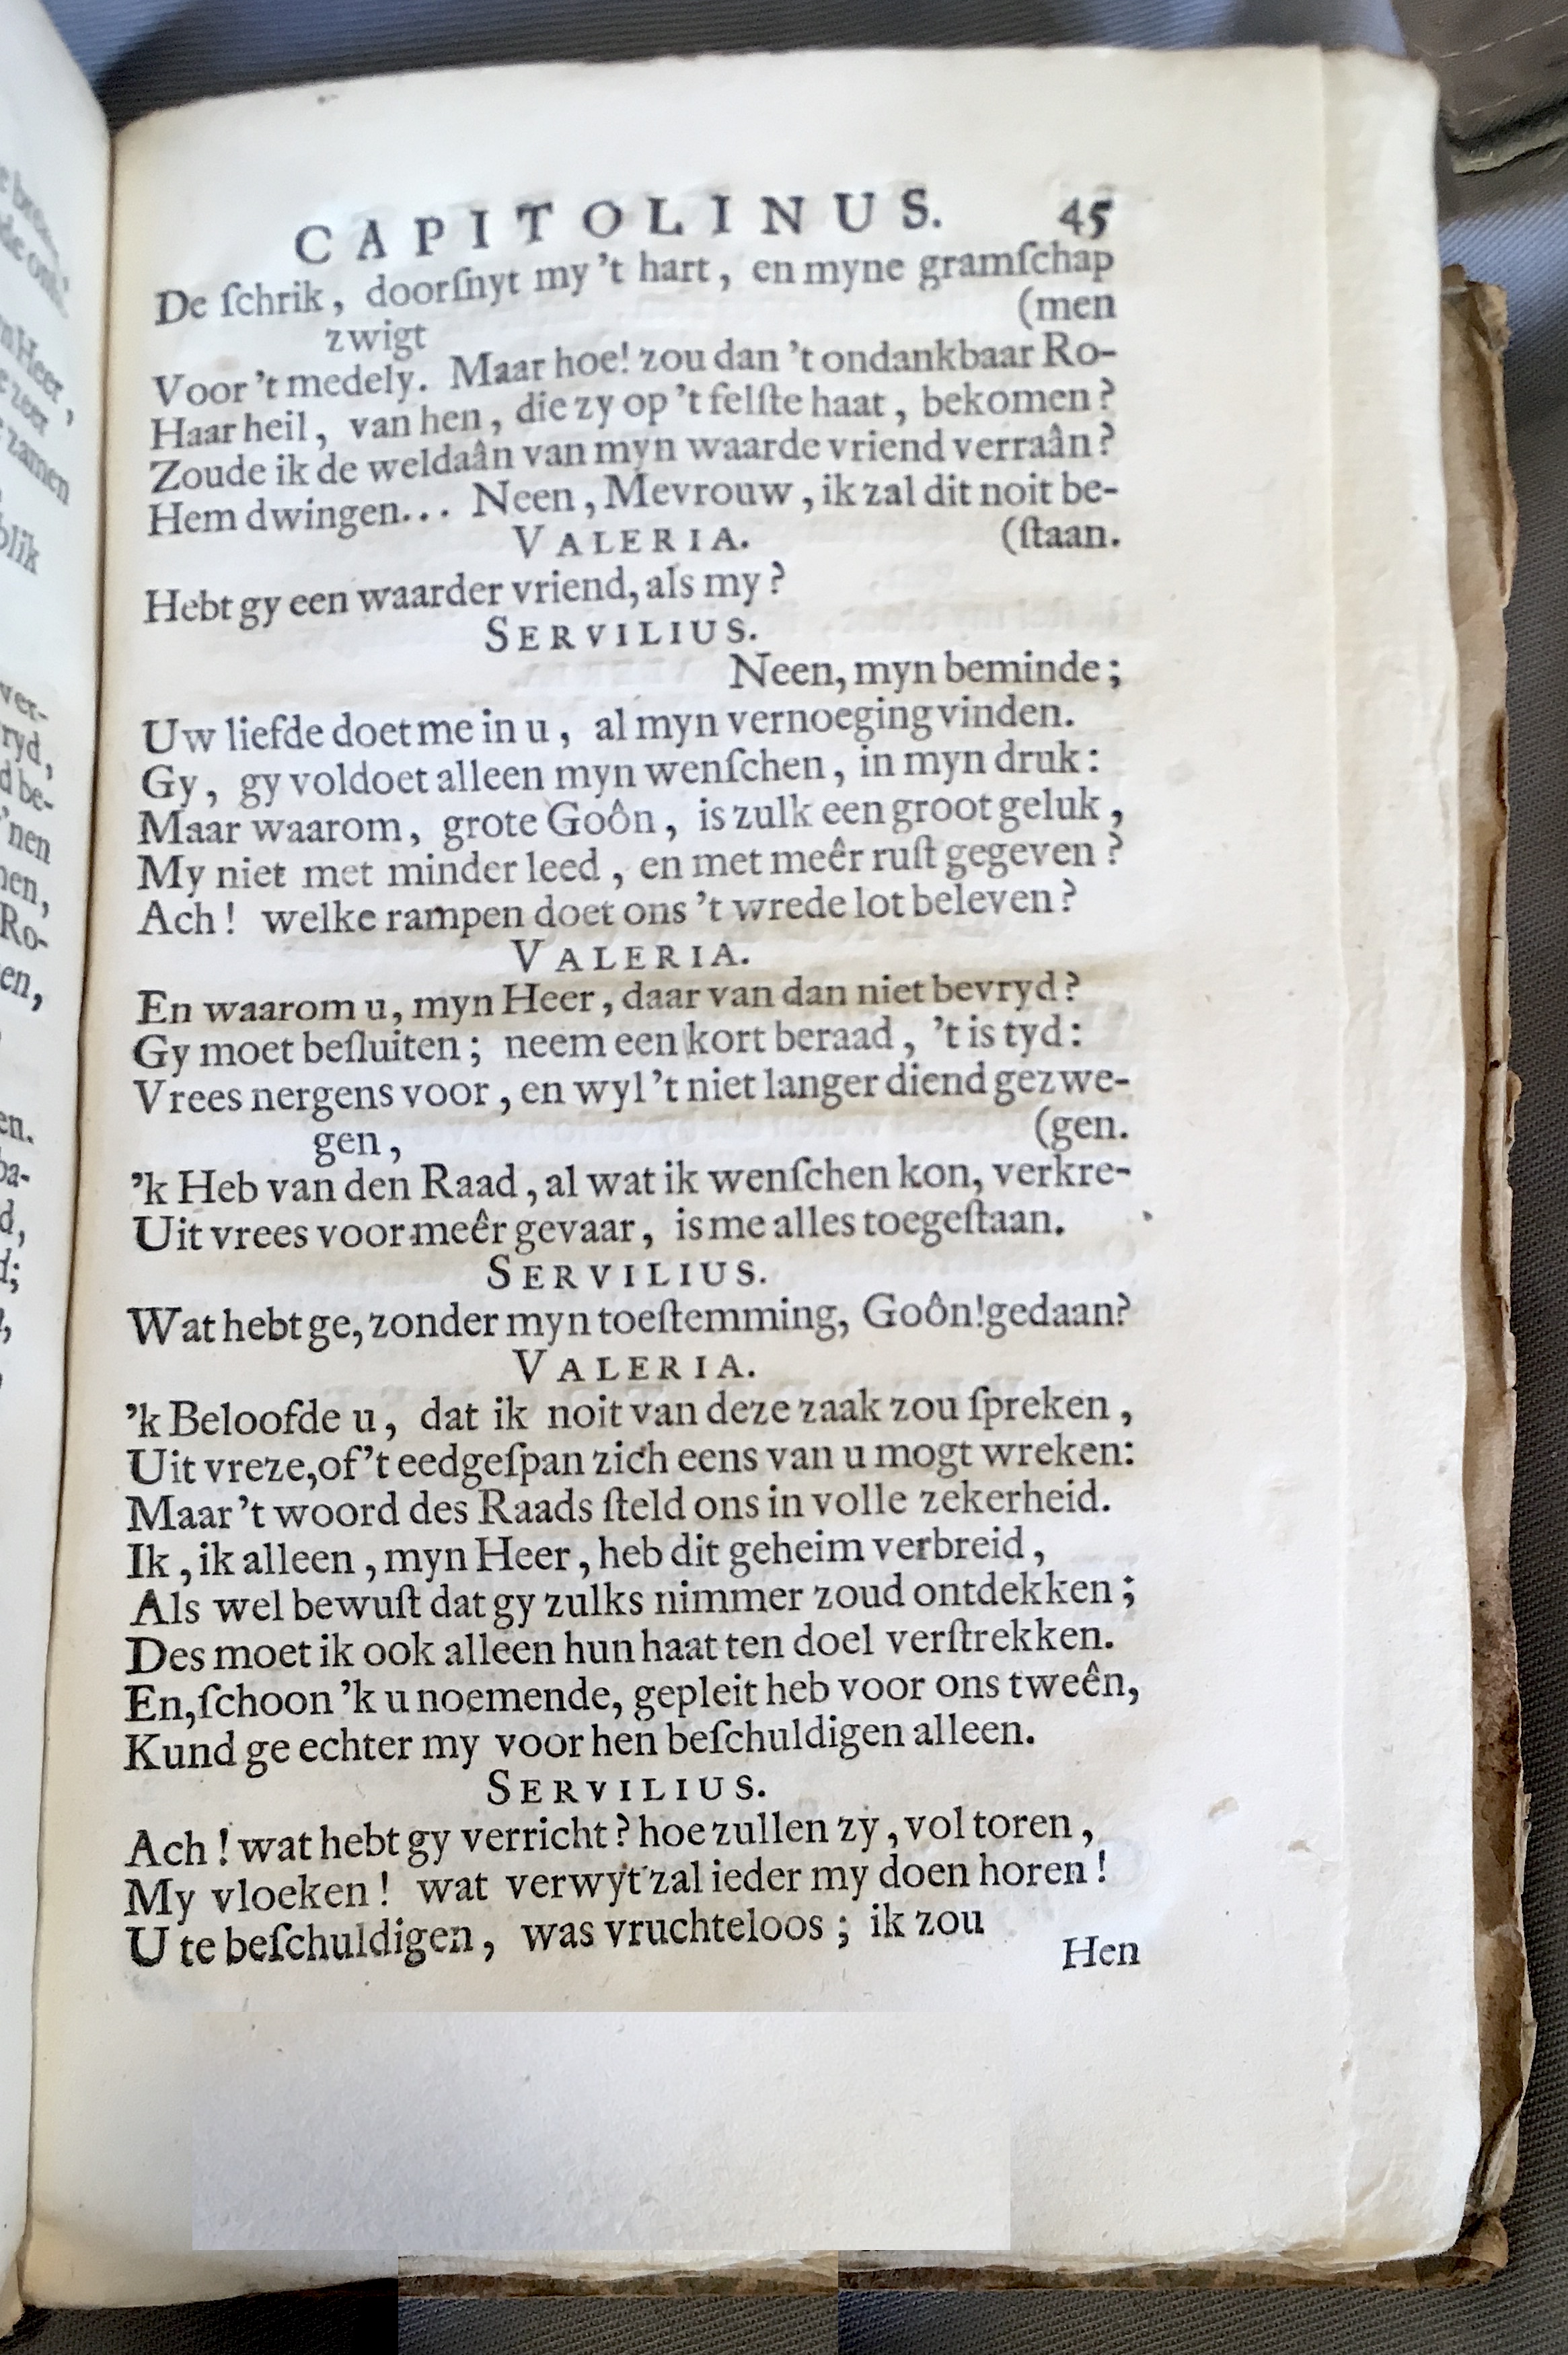 CAPITOLINUS. 45
De ſchrik, doorſnyt my 't hart, en myne gramſchap
zwigt (men
Voor 't medely. Maar hoe! zou dan 't ondankbaar Ro-
Haar heil, van hen, die zy op 't felſte haat, bekomen?
Zoude ik de weldaân van myn waarde vriend verraân?
Hem dwingen... Neen, Mevrouw, ik zal dit noit be-
VALERIA. (ſtaan.
Hebt gy een waarder vriend, als my?
SERVILIUS.
Neen, myn beminde;
Uw liefde doet me in u, al myn vernoeging vinden.
Gy, gy voldoet alleen myn wenſchen, in myn druk:
Maar waarom, grote Goôn, is zulk een groot geluk,
My niet met minder leed, en met meêr ruſt gegeven?
Ach! welke rampen doet ons 't wrede lot beleven?
VALERIA.
En waarom u, myn Heer, daar van dan niet bevryd?
Gy moet beſluiten; neem een kort beraad, 't is tyd:
Vrees nergens voor, en wyl 't niet langer diend gezwe-
gen, (gen.
'k Heb van den Raad, al wat ik wenſchen kon, verkre-
Uit vrees voor meêr gevaar, is me alles toegeſtaan.
SERVILIUS.
Wat hebt ge, zonder myn toeſtemming, Goôn! gedaan?
VALERIA.
'k Beloofde u, dat ik noit van deze zaak zou ſpreken,
Uit vreze, of 't eedgeſpan zich eens van u mogt wreken:
Maar 't woord des Raads ſteld ons in volle zekerheid.
Ik, ik alleen, myn Heer, heb dit geheim verbreid,
Als wel bewuſt dat gy zulks nimmer zoud ontdekken;
Des moet ik ook alleen hun haat ten doel verſtrekken.
En, ſchoon 'k u noemende, gepleit heb voor ons tweên,
Kund ge echter my voor hen beſchuldigen alleen.
SERVILIUS.
Ach! wat hebt gy verricht? hoe zullen zy, vol toren,
My vloeken! wat verwyt zal ieder my doen horen!
U te beſchuldigen, was vruchteloos; ik zou
Hen